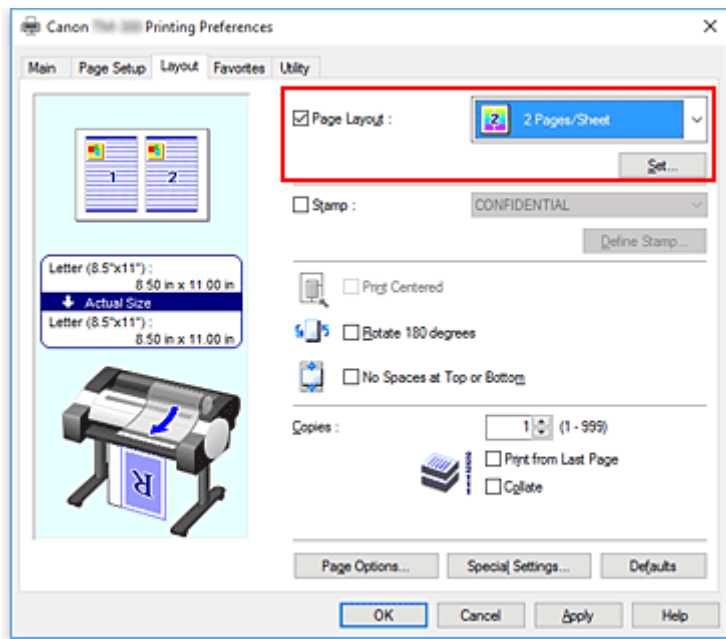 Canon Printing Preferences
Main Page Setup Layout Favorites Utility
Page Layout :
2 2 Pages/Sheet
Set...
1 2
Stamp : CONFIDENTIAL
Define Stamp...
Letter (8.5"x11") :
8.50 in x 11.00 in
Actual Size
Letter (8.5"x11") :
8.50 in x 11.00 in
Print Centered
Rotate 180 degrees
No Spaces at Top or Bottom
R
Copies : 1 (1 - 999)
Print from Last Page
Collate
Page Options... Special Settings... Defaults
OK Cancel Apply Help